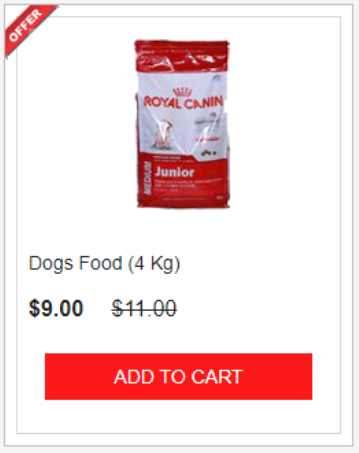 OFFER
ROYAL CANIN
MEDIUM
Junior
Dogs Food (4 Kg)
$9.00 $11.00
ADD TO CART